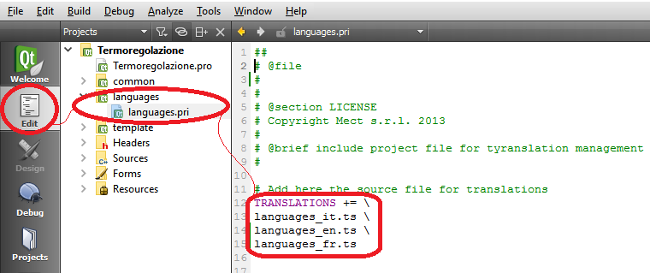 File Edit Build Debug Analyze Tools Window Help
Projects
languages.pri
Termoregolazione
Termoregolazione.pro
common
languages
languages.pri
template
Headers
Sources
Forms
Resources
Qt
Welcome
Edit
Design
Debug
Projects
1 ##
2 # @file
3 #
4 #
5 # @section LICENSE
6 # Copyright Mect s.r.l. 2013
7 #
8 # @brief include project file for tyranslation management
9 #
10
11 # Add here the source file for translations
12 TRANSLATIONS += \
13 languages_it.ts \
14 languages_en.ts \
15 languages_fr.ts
16